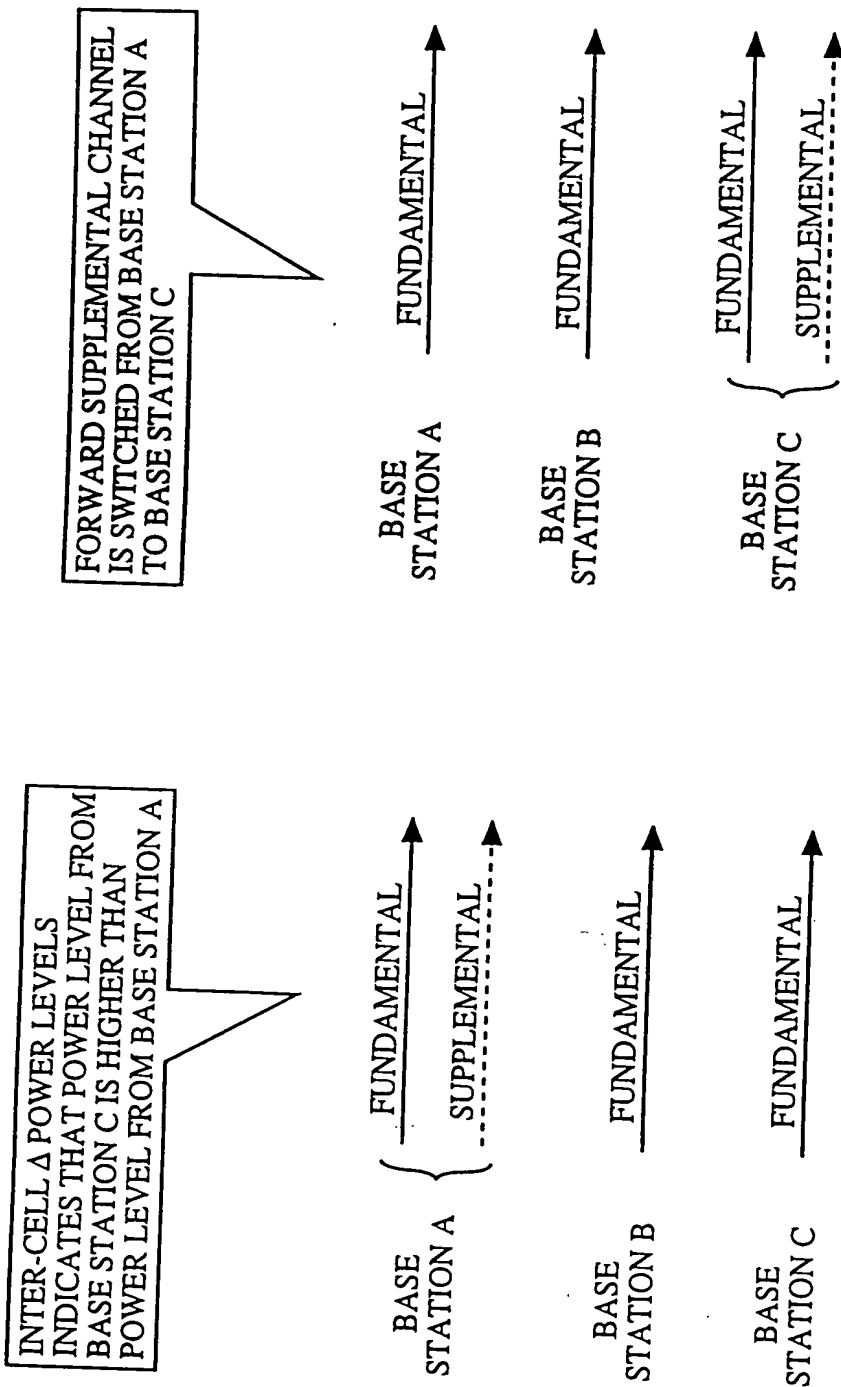 INTER-CELL Δ POWER LEVELS
INDICATES THAT POWER LEVEL FROM
BASE STATION C IS HIGHER THAN
POWER LEVEL FROM BASE STATION A
BASE
STATION A
FUNDAMENTAL
SUPPLEMENTAL
BASE
STATION B
FUNDAMENTAL
BASE
STATION C
FUNDAMENTAL
FORWARD SUPPLEMENTAL CHANNEL
IS SWITCHED FROM BASE STATION A
TO BASE STATION C
BASE
STATION A
FUNDAMENTAL
BASE
STATION B
FUNDAMENTAL
BASE
STATION C
FUNDAMENTAL
SUPPLEMENTAL